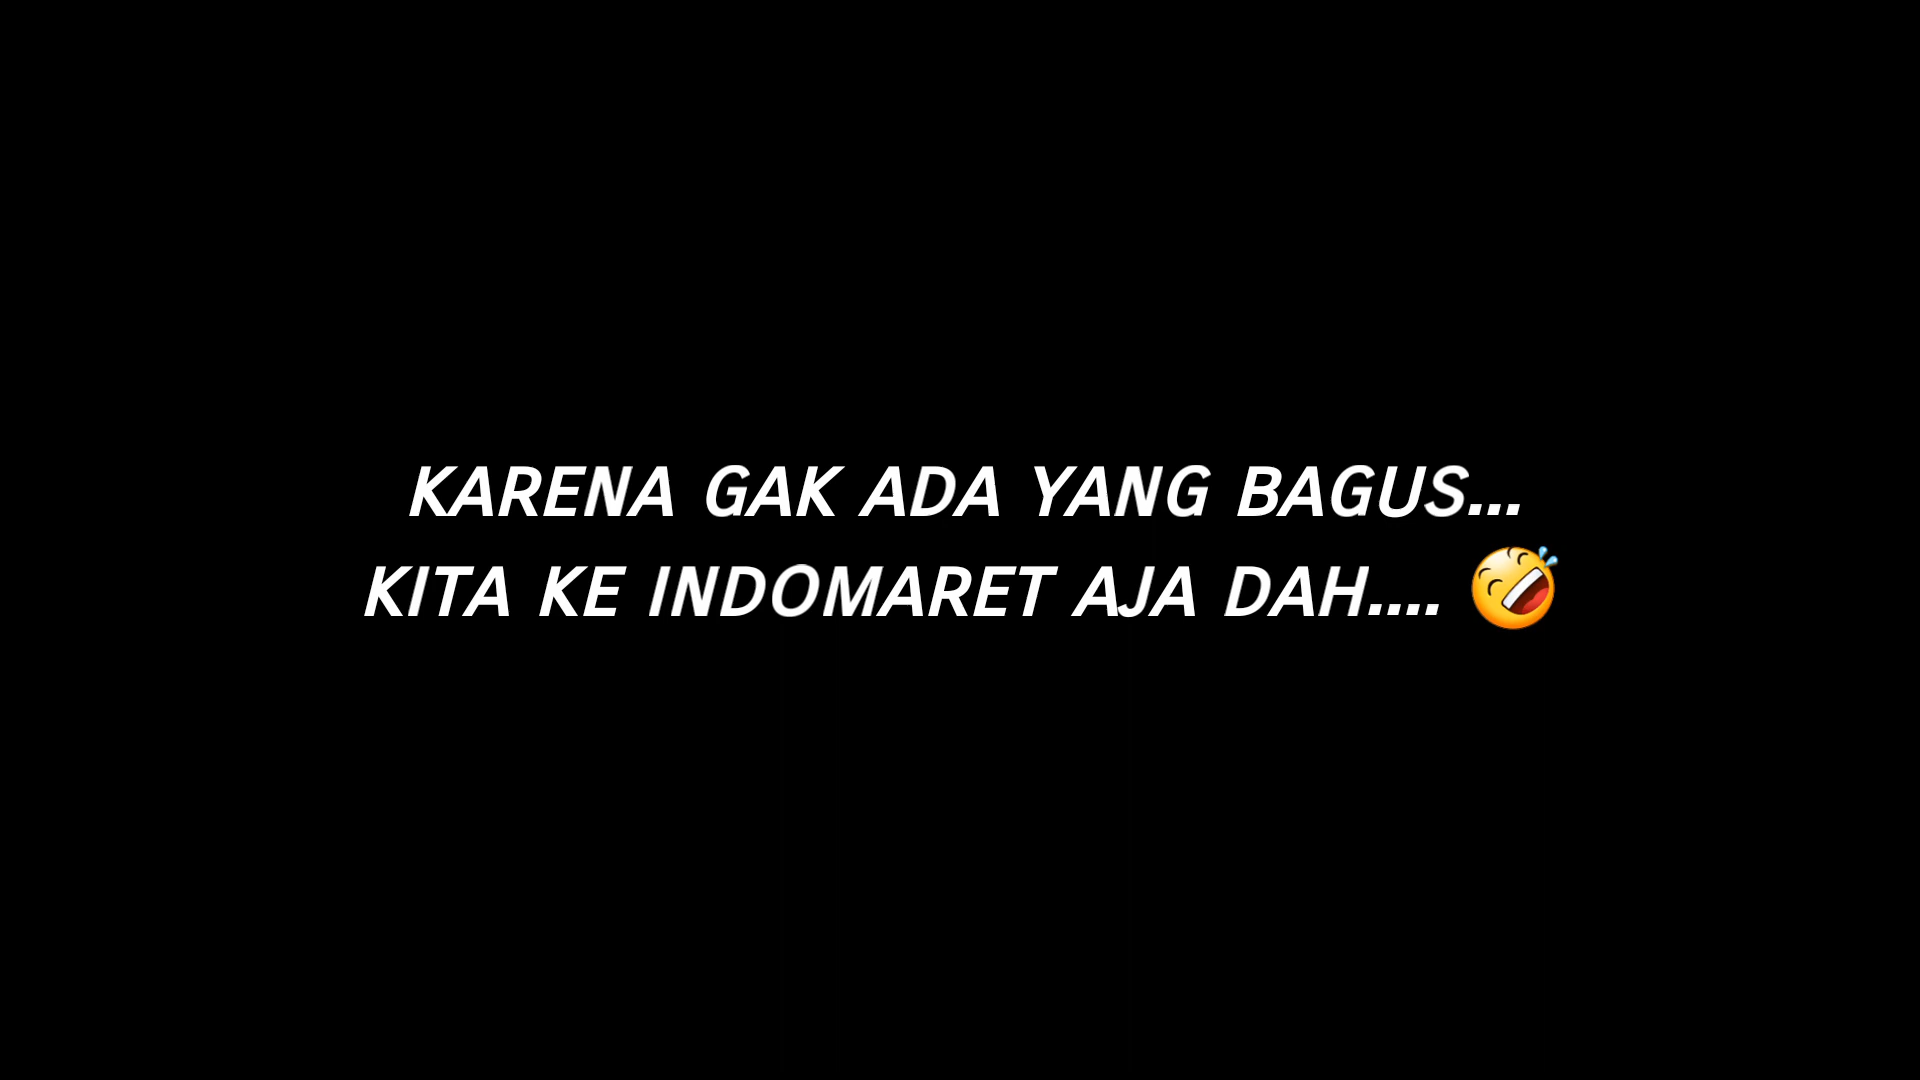 KARENA GAK ADA YANG BAGUS...
KITA KE INDOMARET AJA DAH.... 🤣